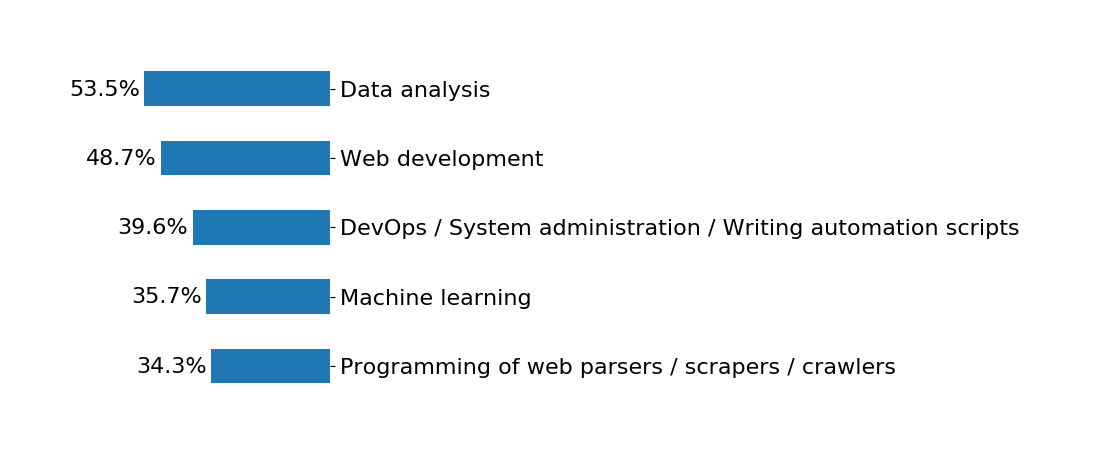 53.5% Data analysis
48.7% Web development
39.6% DevOps / System administration / Writing automation scripts
35.7% Machine learning
34.3% Programming of web parsers / scrapers / crawlers